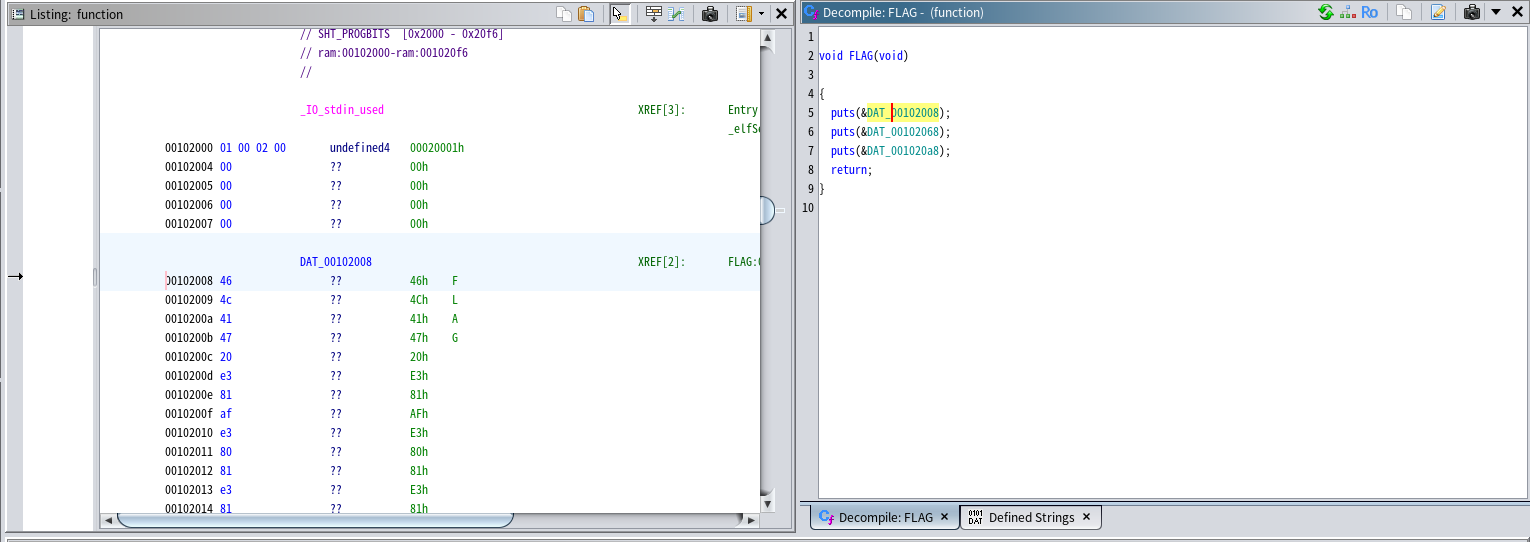 Listing: function
// SHT_PROGBITS [0x2000 - 0x20f6]
// ram:00102000-ram:001020f6
//
_IO_stdin_used XREF[3]: Entry
_elfSe
00102000 01 00 02 00 undefined4 00020001h
00102004 00 ?? 00h
00102005 00 ?? 00h
00102006 00 ?? 00h
00102007 00 ?? 00h
DAT_00102008 XREF[2]: FLAG:0
00102008 46 ?? 46h F
00102009 4c ?? 4Ch L
0010200a 41 ?? 41h A
0010200b 47 ?? 47h G
0010200c 20 ?? 20h
0010200d e3 ?? E3h
0010200e 81 ?? 81h
0010200f af ?? AFh
00102010 e3 ?? E3h
00102011 80 ?? 80h
00102012 81 ?? 81h
00102013 e3 ?? E3h
00102014 81 ?? 81h
Decompile: FLAG - (function)
Ro
1
2 void FLAG(void)
3
4 {
5 puts(&DAT_00102008);
6 puts(&DAT_00102068);
7 puts(&DAT_001020a8);
8 return;
9 }
10
Decompile: FLAG
0101 DAT Defined Strings